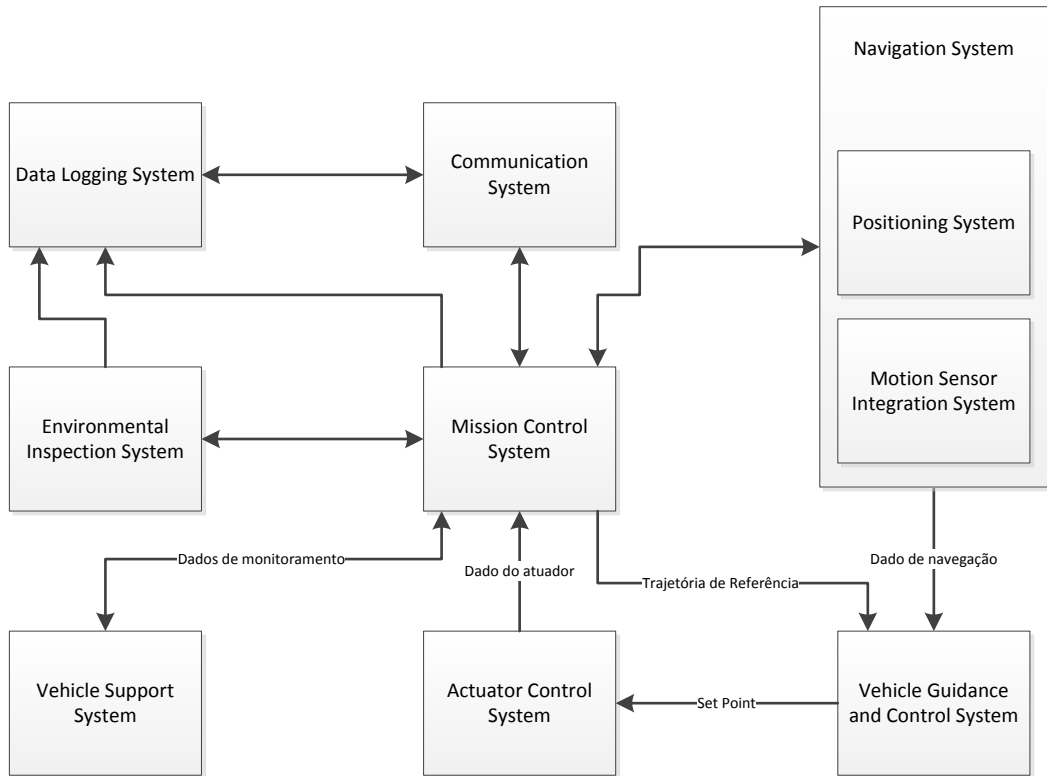 Navigation System
Data Logging System
Communication
System
Positioning System
Environmental
Inspection System
Mission Control
System
Motion Sensor
Integration System
Dados de monitoramento
Dado do atuador
Trajetória de Referência
Dado de navegação
Vehicle Support
System
Actuator Control
System
Set Point
Vehicle Guidance
and Control System